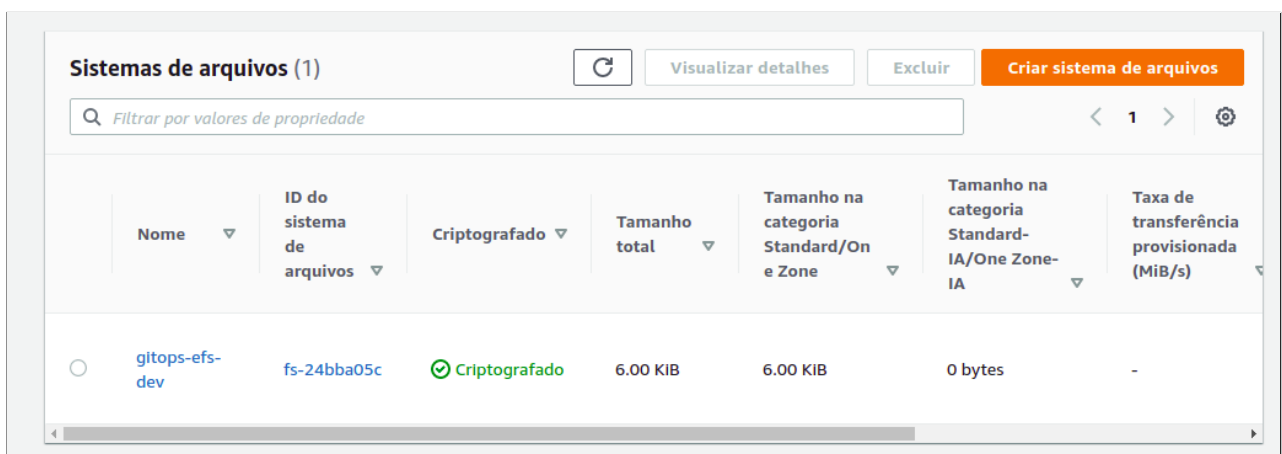 Sistemas de arquivos (1)
Visualizar detalhes
Excluir
Criar sistema de arquivos
Filtrar por valores de propriedade
1
Nome
ID do
sistema
de
arquivos
Criptografado
Tamanho
total
Tamanho na
categoria
Standard/On
e Zone
Tamanho na
categoria
Standard-
IA/One Zone-
IA
Taxa de
transferência
provisionada
(MiB/s)
gitops-efs-
dev
fs-24bba05c
Criptografado
6.00 KiB
6.00 KiB
0 bytes
-